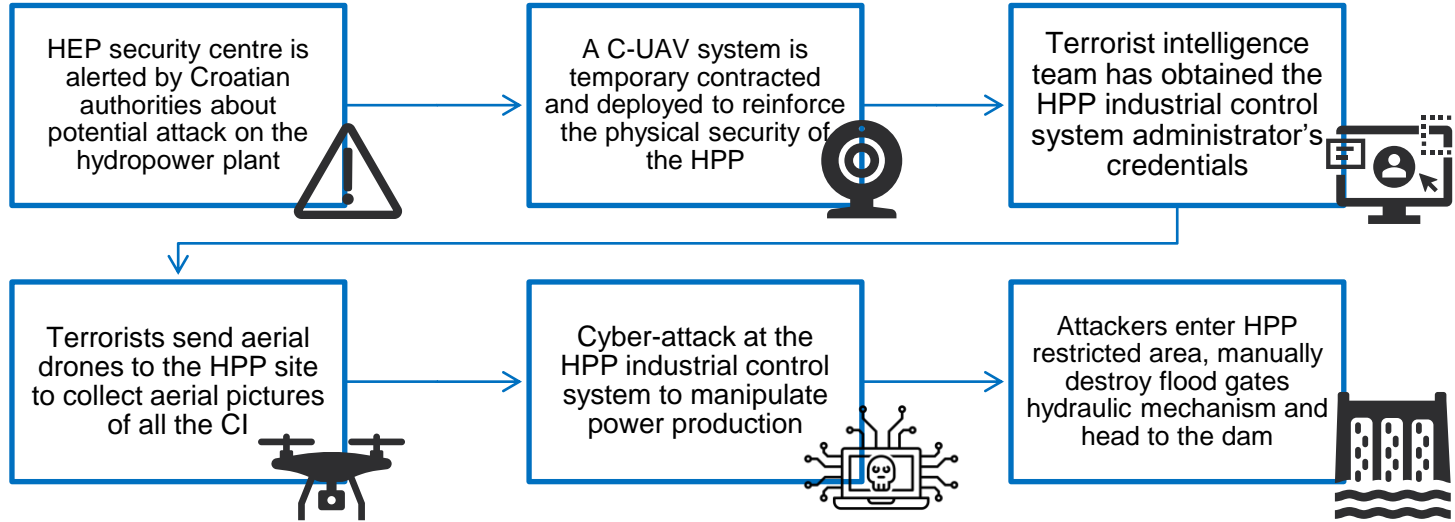 HEP security centre is
alerted by Croatian
authorities about
potential attack on the
hydropower plant
A C-UAV system is
temporary contracted
and deployed to reinforce
the physical security of
the HPP
Terrorist intelligence
team has obtained the
HPP industrial control
system administrator's
credentials
Terrorists send aerial
drones to the HPP site
to collect aerial pictures
of all the CI
Cyber-attack at the
HPP industrial control
system to manipulate
power production
Attackers enter HPP
restricted area, manually
destroy flood gates
hydraulic mechanism and
head to the dam